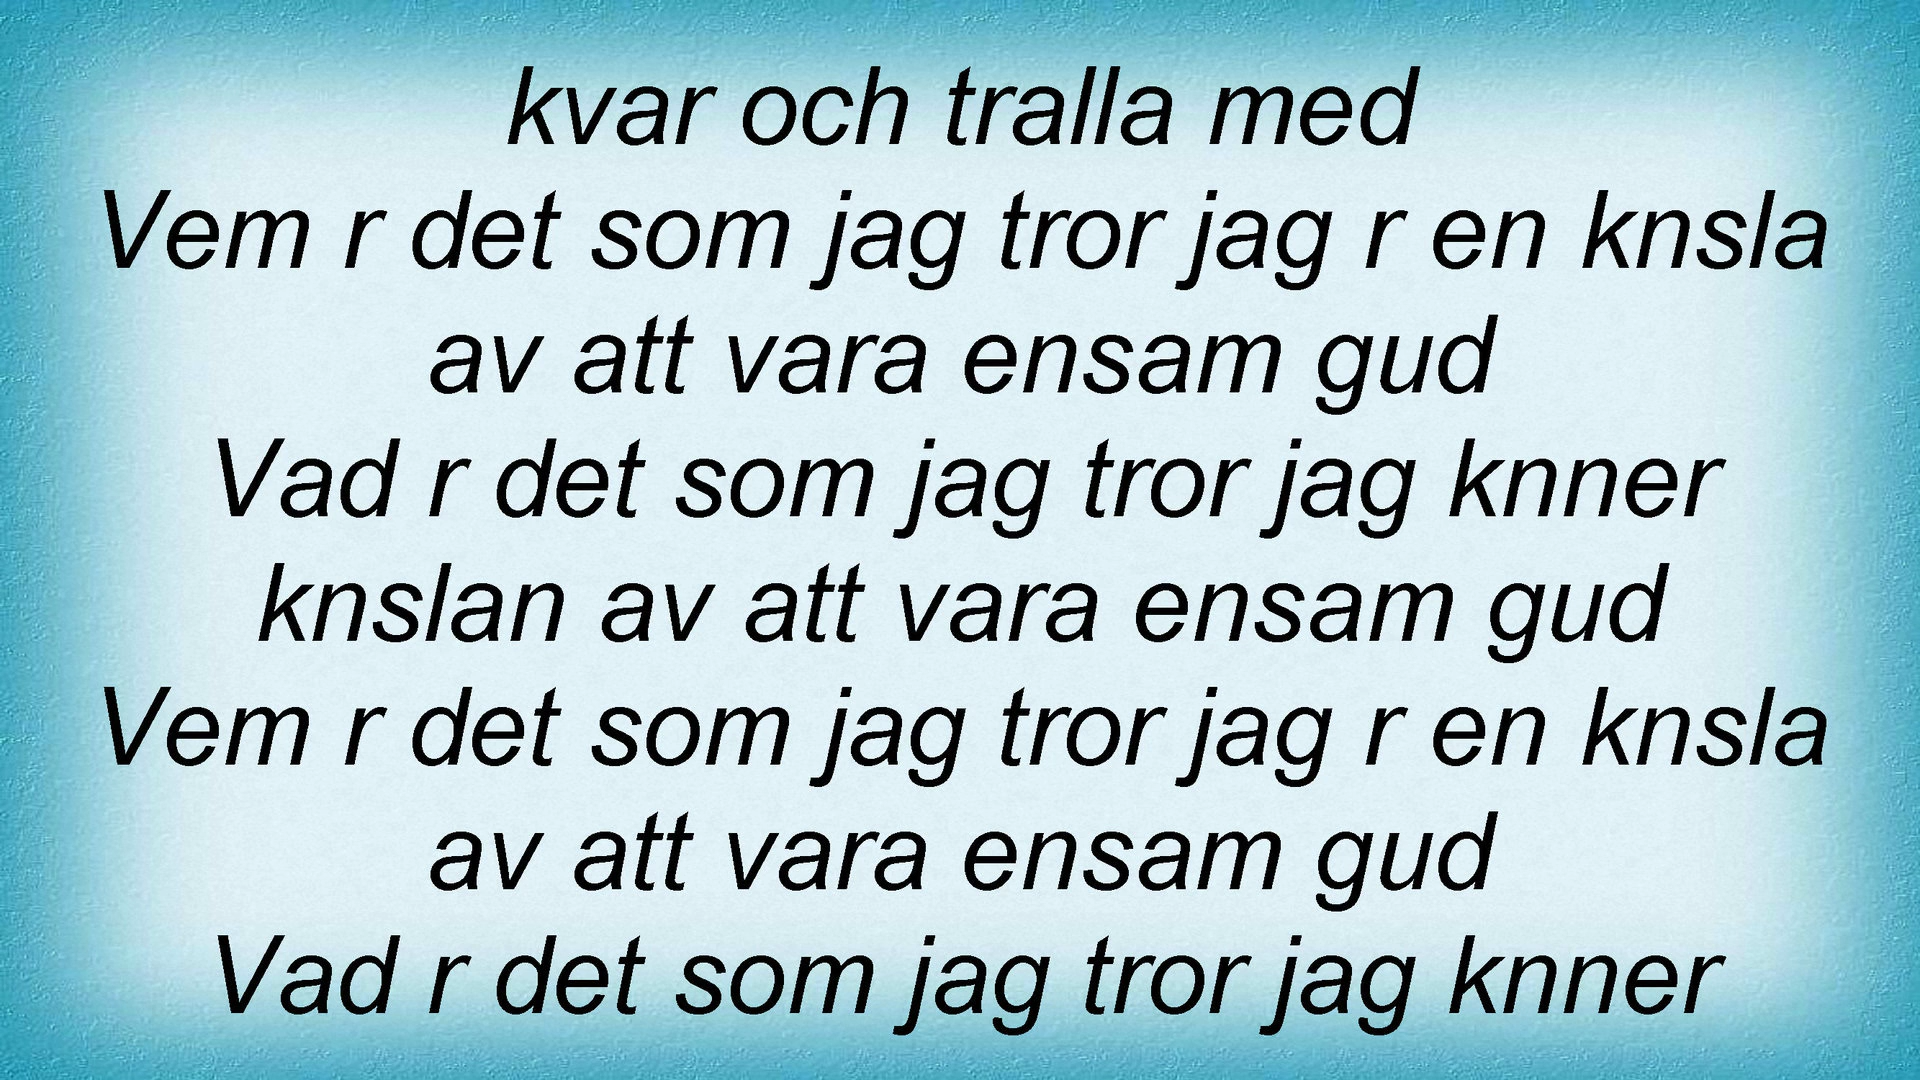 kvar och tralla med
Vem r det som jag tror jag r en knsla
av att vara ensam gud
Vad r det som jag tror jag knner
knslan av att vara ensam gud
Vem r det som jag tror jag r en knsla
av att vara ensam gud
Vad r det som jag tror jag knner